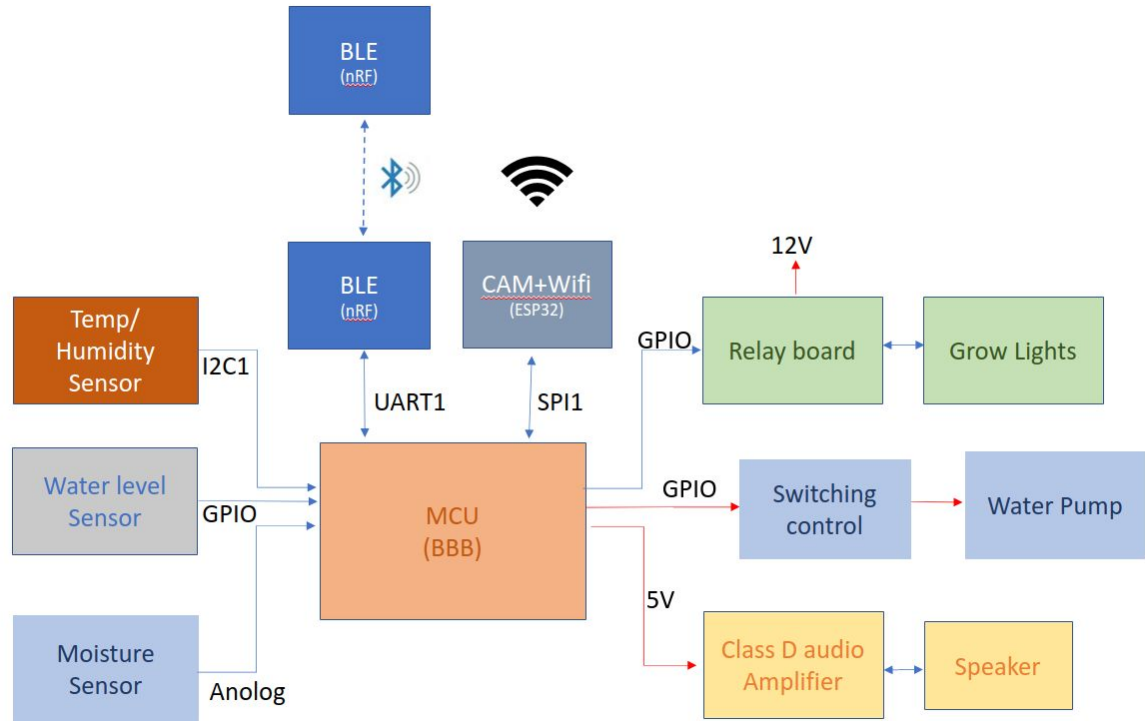 BLE
(nRF)
BLE
(nRF)
CAM+Wifi
(ESP32)
12V
Temp/
Humidity
Sensor
I2C1
UART1
SPI1
GPIO
Relay board
Grow Lights
Water level
Sensor
GPIO
MCU
(BBB)
GPIO
Switching
control
Water Pump
Moisture
Sensor
Anolog
5V
Class D audio
Amplifier
Speaker